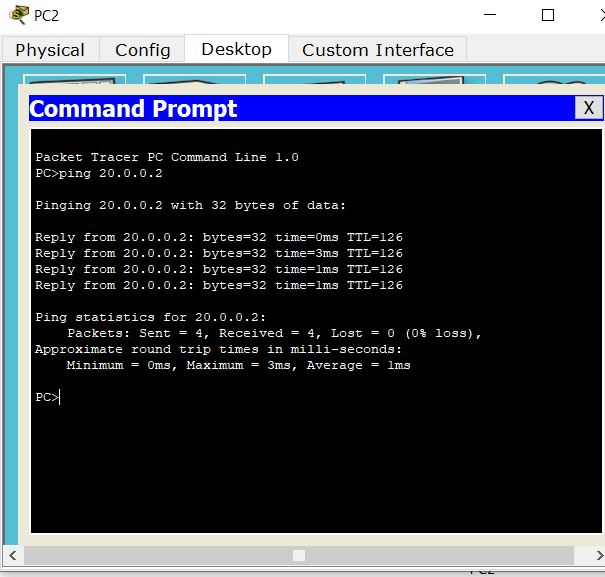 PC2
Physical Config Desktop Custom Interface
Command Prompt X
Packet Tracer PC Command Line 1.0
PC>ping 20.0.0.2
Pinging 20.0.0.2 with 32 bytes of data:
Reply from 20.0.0.2: bytes=32 time=0ms TTL=126
Reply from 20.0.0.2: bytes=32 time=3ms TTL=126
Reply from 20.0.0.2: bytes=32 time=1ms TTL=126
Reply from 20.0.0.2: bytes=32 time=1ms TTL=126
Ping statistics for 20.0.0.2:
Packets: Sent = 4, Received = 4, Lost = 0 (0% loss),
Approximate round trip times in milli-seconds:
Minimum = 0ms, Maximum = 3ms, Average = 1ms
PC>